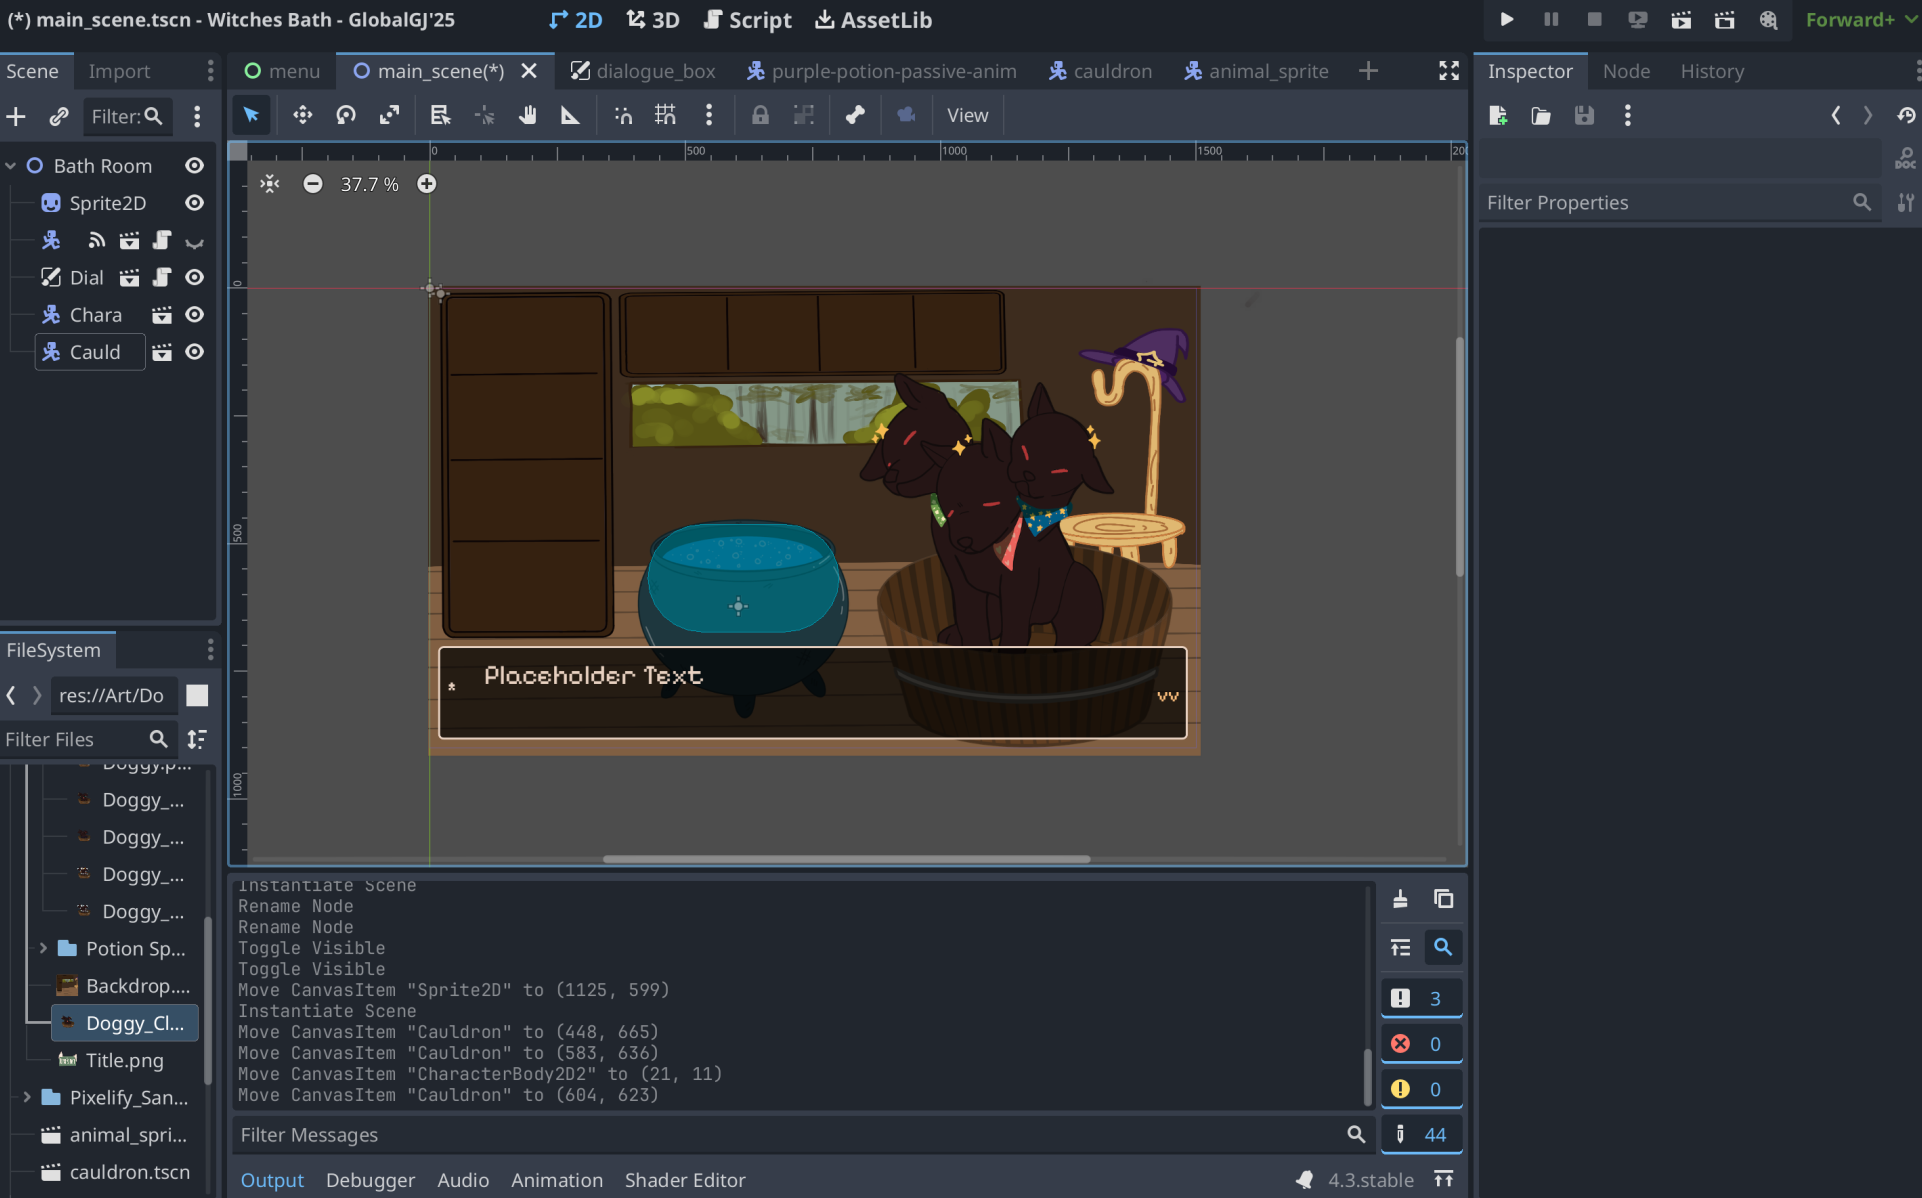 (*) main_scene.tscn - Witches Bath - GlobalGJ'25
2D 3D Script AssetLib
Forward+
Scene Import
menu main_scene(*) dialogue_box purple-potion-passive-anim cauldron animal_sprite
Inspector Node History
Filter:
View
Bath Room
Sprite2D
Dial
Chara
Cauld
0 500 1000 1500 200
37.7 %
0
500
1000
DOC
Filter Properties
Placeholder Text
*
vv
FileSystem
res://Art/Do
Filter Files
Doggy.p...
Doggy_...
Doggy_...
Doggy_...
Doggy_...
Potion Sp...
Backdrop....
Doggy_Cl...
Title.png
Pixelify_San...
animal_spri...
cauldron.tscn
Instantiate Scene
Rename Node
Rename Node
Toggle Visible
Toggle Visible
Move CanvasItem "Sprite2D" to (1125, 599)
Instantiate Scene
Move CanvasItem "Cauldron" to (448, 665)
Move CanvasItem "Cauldron" to (583, 636)
Move CanvasItem "CharacterBody2D2" to (21, 11)
Move CanvasItem "Cauldron" to (604, 623)
3
0
0
44
Filter Messages
Output Debugger Audio Animation Shader Editor
4.3.stable